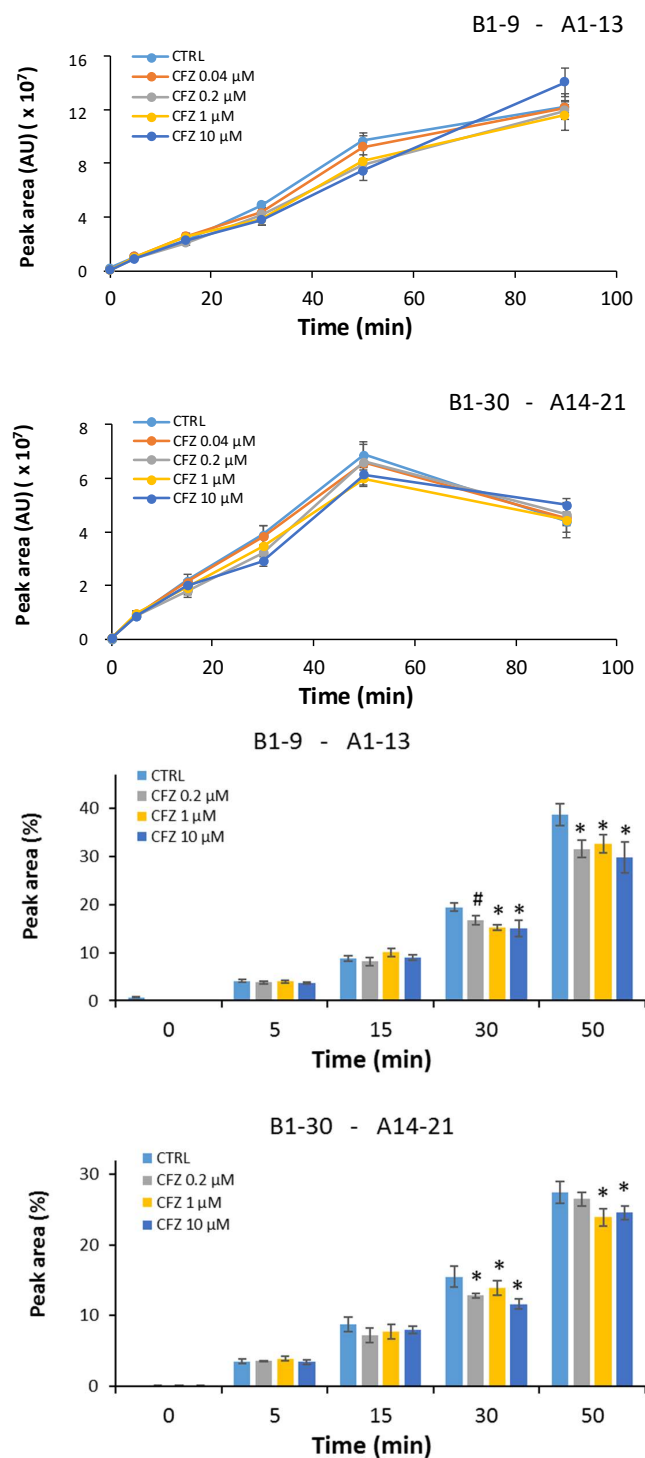 B1-9 - A1-13
CTRL
CFZ 0.04 µM
CFZ 0.2 µM
CFZ 1 µM
CFZ 10 µM
Peak area (AU) ( x 10⁷)
16
12
8
4
0
0 20 40 60 80 100
Time (min)
B1-30 - A14-21
CTRL
CFZ 0.04 µM
CFZ 0.2 µM
CFZ 1 µM
CFZ 10 µM
Peak area (AU) ( x 10⁷)
8
6
4
2
0
0 20 40 60 80 100
Time (min)
B1-9 - A1-13
CTRL
CFZ 0.2 µM
CFZ 1 µM
CFZ 10 µM
Peak area (%)
40
30
20
10
0
# * *
* * *
0 5 15 30 50
Time (min)
B1-30 - A14-21
CTRL
CFZ 0.2 µM
CFZ 1 µM
CFZ 10 µM
Peak area (%)
30
20
10
0
* * *
* *
0 5 15 30 50
Time (min)